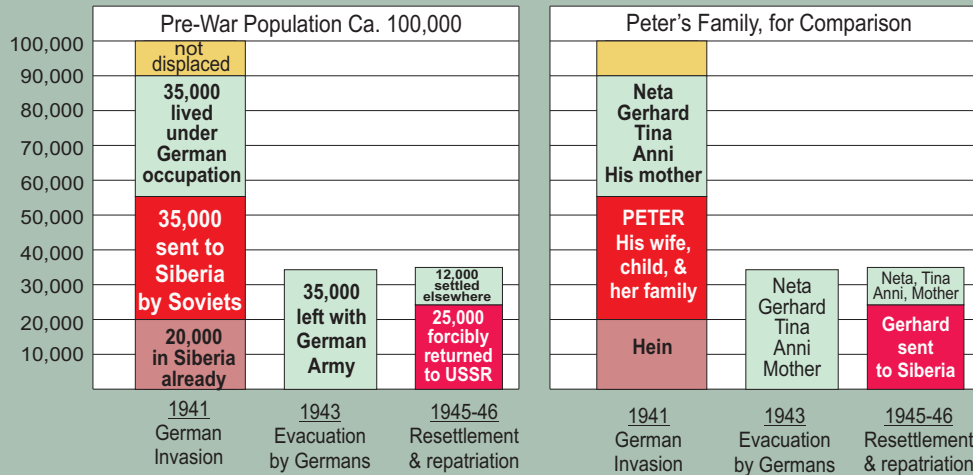 Pre-War Population Ca. 100,000
100,000
90,000
80,000
70,000
60,000
50,000
40,000
30,000
20,000
10,000
not
displaced
35,000
lived
under
German
occupation
35,000
sent to
Siberia
by Soviets
20,000
in Siberia
already
35,000
left with
German
Army
12,000
settled
elsewhere
25,000
forcibly
returned
to USSR
1941
German
Invasion
1943
Evacuation
by Germans
1945-46
Resettlement
& repatriation
Peter's Family, for Comparison
Neta
Gerhard
Tina
Anni
His mother
PETER
His wife,
child, &
her family
Hein
Neta
Gerhard
Tina
Anni
Mother
Neta, Tina
Anni, Mother
Gerhard
sent
to Siberia
1941
German
Invasion
1943
Evacuation
by Germans
1945-46
Resettlement
& repatriation